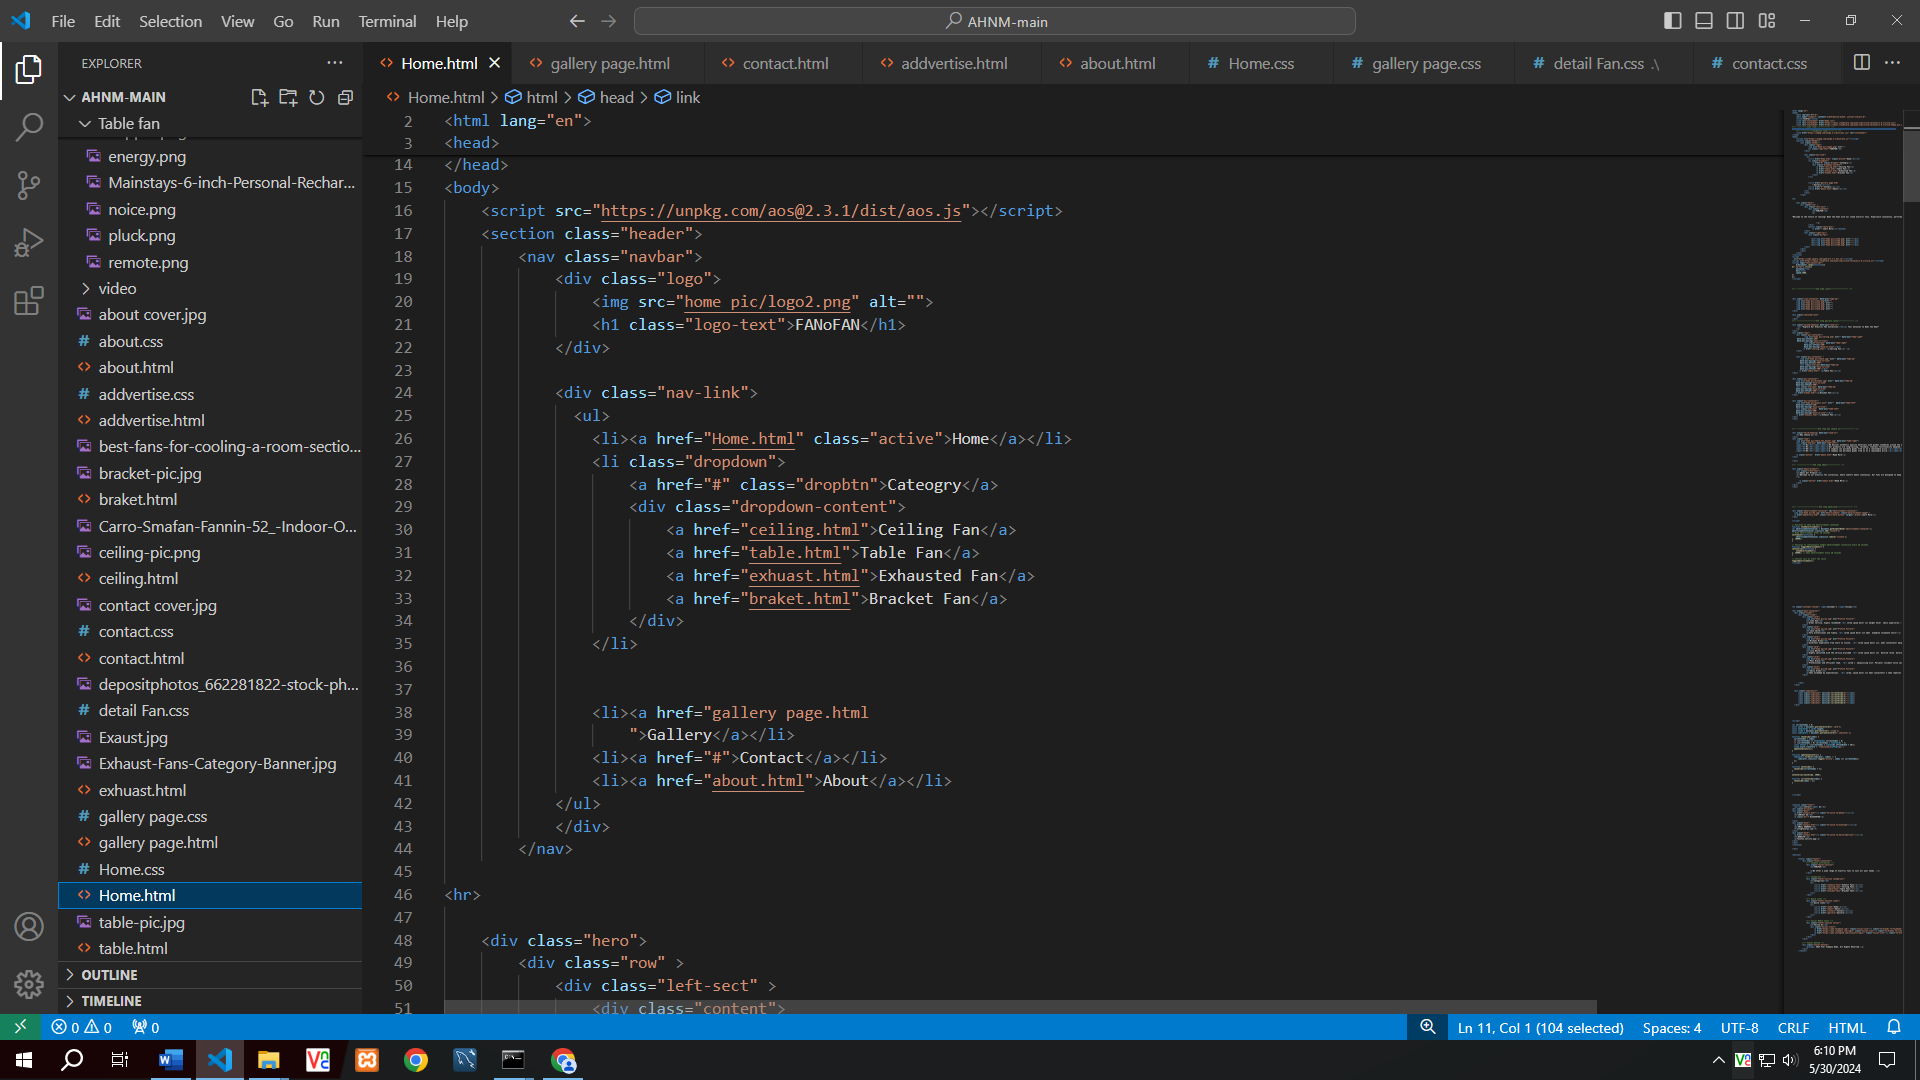 File Edit Selection View Go Run Terminal Help
AHNM-main
EXPLORER
AHNM-MAIN
Table fan
energy.png
Mainstays-6-inch-Personal-Rechar...
noice.png
pluck.png
remote.png
video
about cover.jpg
about.css
about.html
addvertise.css
addvertise.html
best-fans-for-cooling-a-room-sectio...
bracket-pic.jpg
braket.html
Carro-Smafan-Fannin-52_-Indoor-O...
ceiling-pic.png
ceiling.html
contact cover.jpg
contact.css
contact.html
depositphotos_662281822-stock-ph...
detail Fan.css
Exaust.jpg
Exhaust-Fans-Category-Banner.jpg
exhuast.html
gallery page.css
gallery page.html
Home.css
Home.html
table-pic.jpg
table.html
OUTLINE
TIMELINE
Home.html gallery page.html contact.html addvertise.html about.html Home.css gallery page.css detail Fan.css .\ contact.css
Home.html > html > head > link
2 <html lang="en">
3 <head>
14 </head>
15 <body>
16 <script src="https://unpkg.com/aos@2.3.1/dist/aos.js"></script>
17 <section class="header">
18 <nav class="navbar">
19 <div class="logo">
20 <img src="home pic/logo2.png" alt="">
21 <h1 class="logo-text">FANoFAN</h1>
22 </div>
23
24 <div class="nav-link">
25 <ul>
26 <li><a href="Home.html" class="active">Home</a></li>
27 <li class="dropdown">
28 <a href="#" class="dropbtn">Cateogry</a>
29 <div class="dropdown-content">
30 <a href="ceiling.html">Ceiling Fan</a>
31 <a href="table.html">Table Fan</a>
32 <a href="exhuast.html">Exhausted Fan</a>
33 <a href="braket.html">Bracket Fan</a>
34 </div>
35 </li>
36
37
38 <li><a href="gallery page.html
39 ">Gallery</a></li>
40 <li><a href="#">Contact</a></li>
41 <li><a href="about.html">About</a></li>
42 </ul>
43 </div>
44 </nav>
45
46 <hr>
47
48 <div class="hero">
49 <div class="row" >
50 <div class="left-sect" >
51 <div class="content">
0 0 0 Ln 11, Col 1 (104 selected) Spaces: 4 UTF-8 CRLF HTML
6:10 PM
5/30/2024